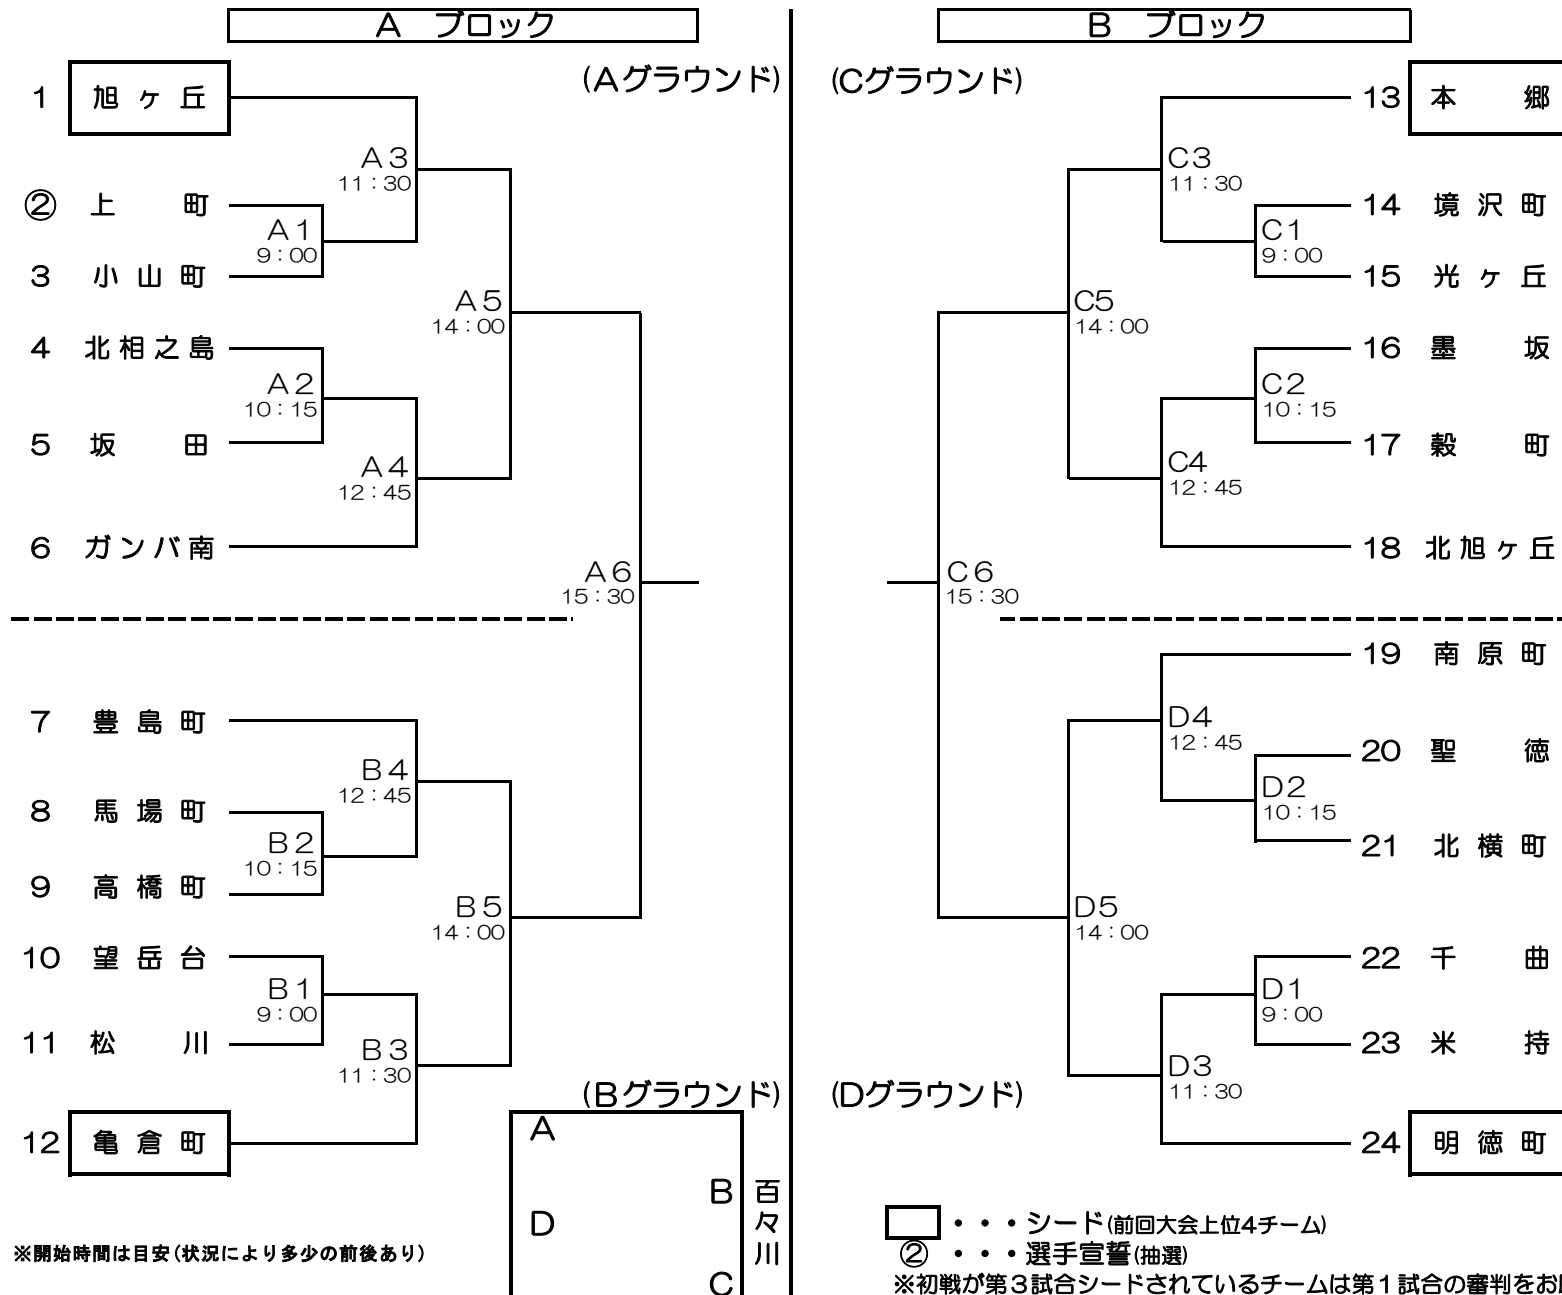 A ブロック
(Aグラウンド)
1 旭ヶ丘
A3
11：30
② 上町
A1
9：00
3 小山町
A5
14：00
4 北相之島
A2
10：15
5 坂田
A4
12：45
6 ガンバ南
A6
15：30
7 豊島町
B4
12：45
8 馬場町
B2
10：15
9 高橋町
B5
14：00
10 望岳台
B1
9：00
11 松川
B3
11：30
(Bグラウンド)
12 亀倉町
A
B
D
C
百々川
※開始時間は目安(状況により多少の前後あり)
B ブロック
(Cグラウンド)
13 本郷
C3
11：30
14 境沢町
C1
9：00
15 光ヶ丘
C5
14：00
16 墨坂
C2
10：15
17 穀町
C4
12：45
18 北旭ヶ丘
C6
15：30
19 南原町
D4
12：45
20 聖徳
D2
10：15
21 北横町
D5
14：00
22 千曲
D1
9：00
23 米持
D3
11：30
(Dグラウンド)
24 明徳町
・・・シード(前回大会上位4チーム)
② ・・・選手宣誓(抽選)
※初戦が第３試合シードされているチームは第１試合の審判をお